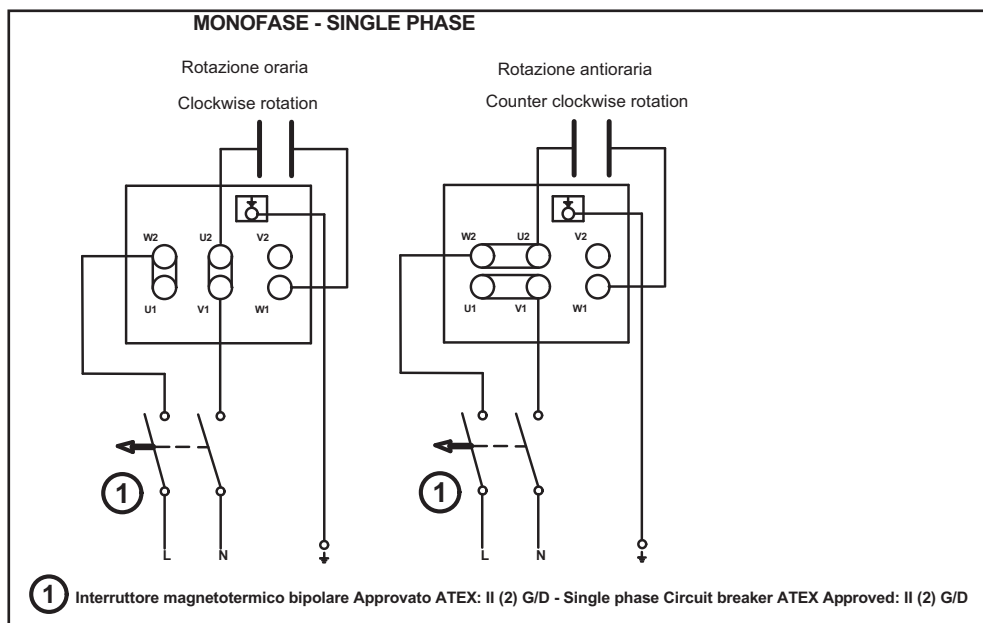 MONOFASE - SINGLE PHASE
Rotazione oraria
Clockwise rotation
Rotazione antioraria
Counter clockwise rotation
W2 U2 V2
U1 V1 W1
W2 U2 V2
U1 V1 W1
1
1
L N
L N
1 Interruttore magnetotermico bipolare Approvato ATEX: II (2) G/D - Single phase Circuit breaker ATEX Approved: II (2) G/D